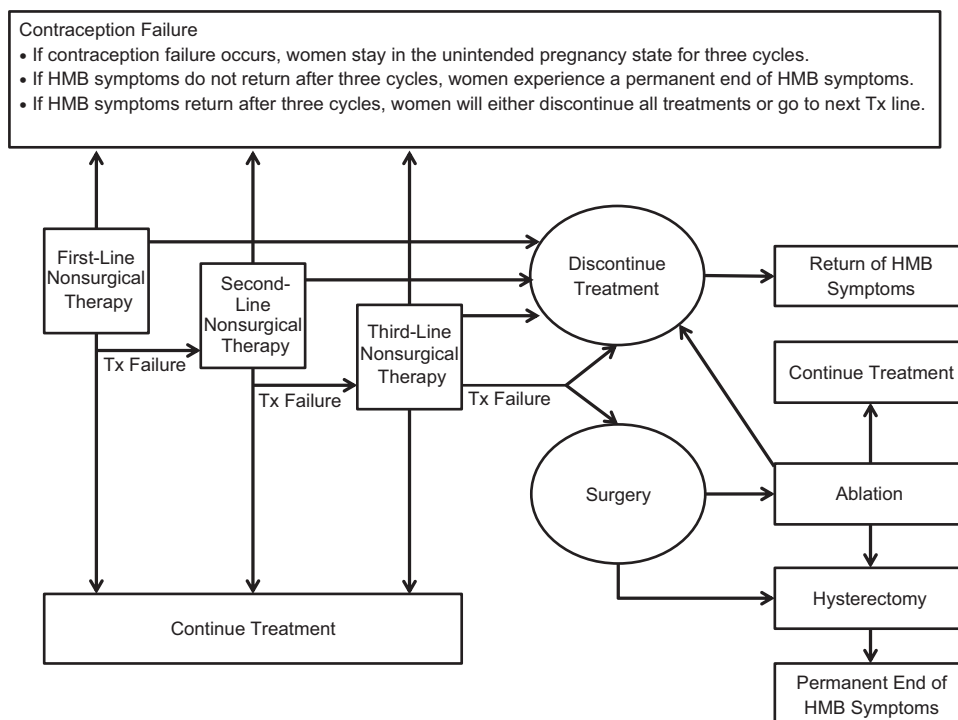 Contraception Failure
• If contraception failure occurs, women stay in the unintended pregnancy state for three cycles.
• If HMB symptoms do not return after three cycles, women experience a permanent end of HMB symptoms.
• If HMB symptoms return after three cycles, women will either discontinue all treatments or go to next Tx line.
First-Line
Nonsurgical
Therapy
Tx Failure
Second-
Line
Nonsurgical
Therapy
Tx Failure
Third-Line
Nonsurgical
Therapy
Tx Failure
Discontinue
Treatment
Return of HMB
Symptoms
Continue Treatment
Surgery
Ablation
Hysterectomy
Continue Treatment
Permanent End of
HMB Symptoms